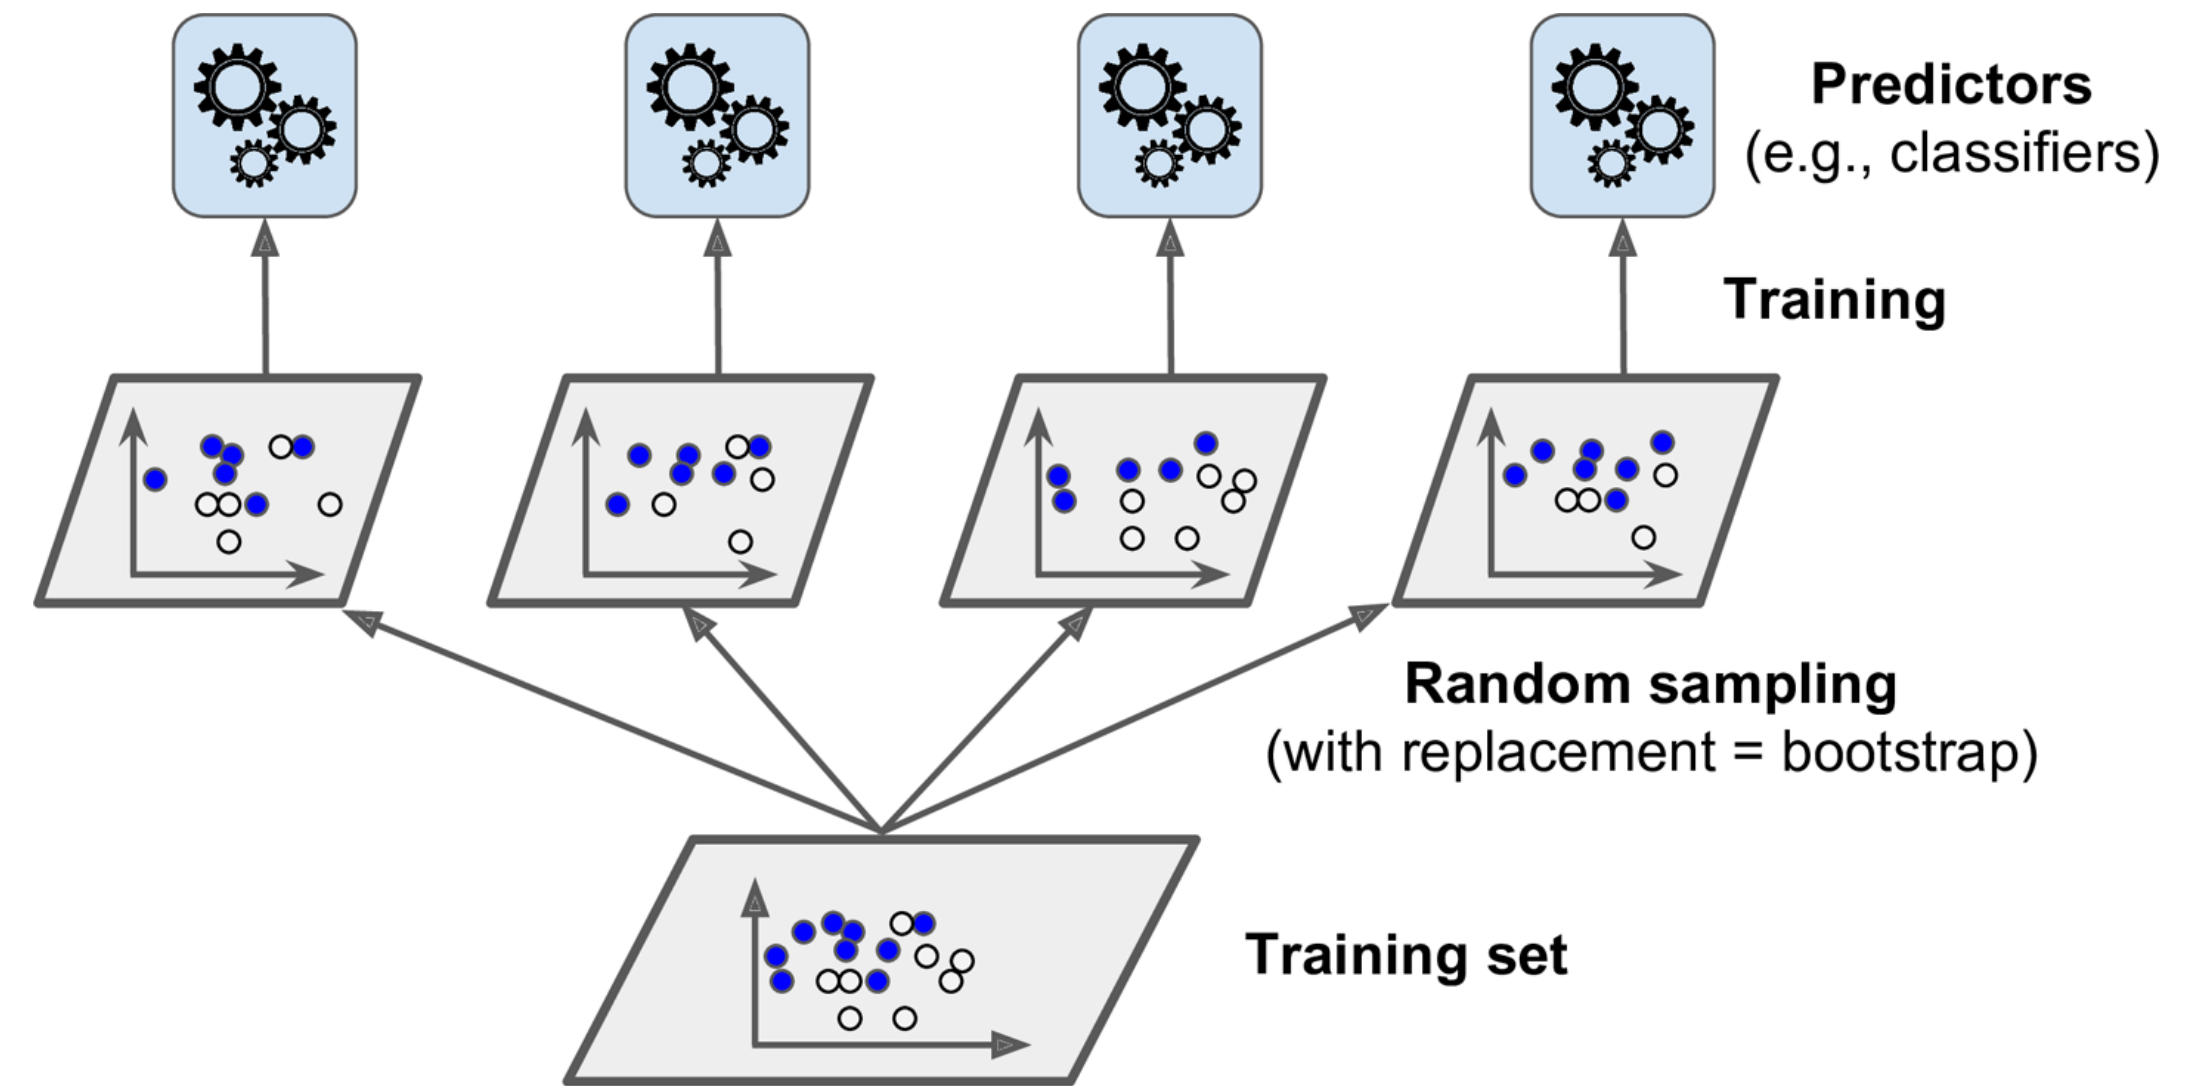 Predictors
(e.g., classifiers)
Training
Random sampling
(with replacement = bootstrap)
Training set